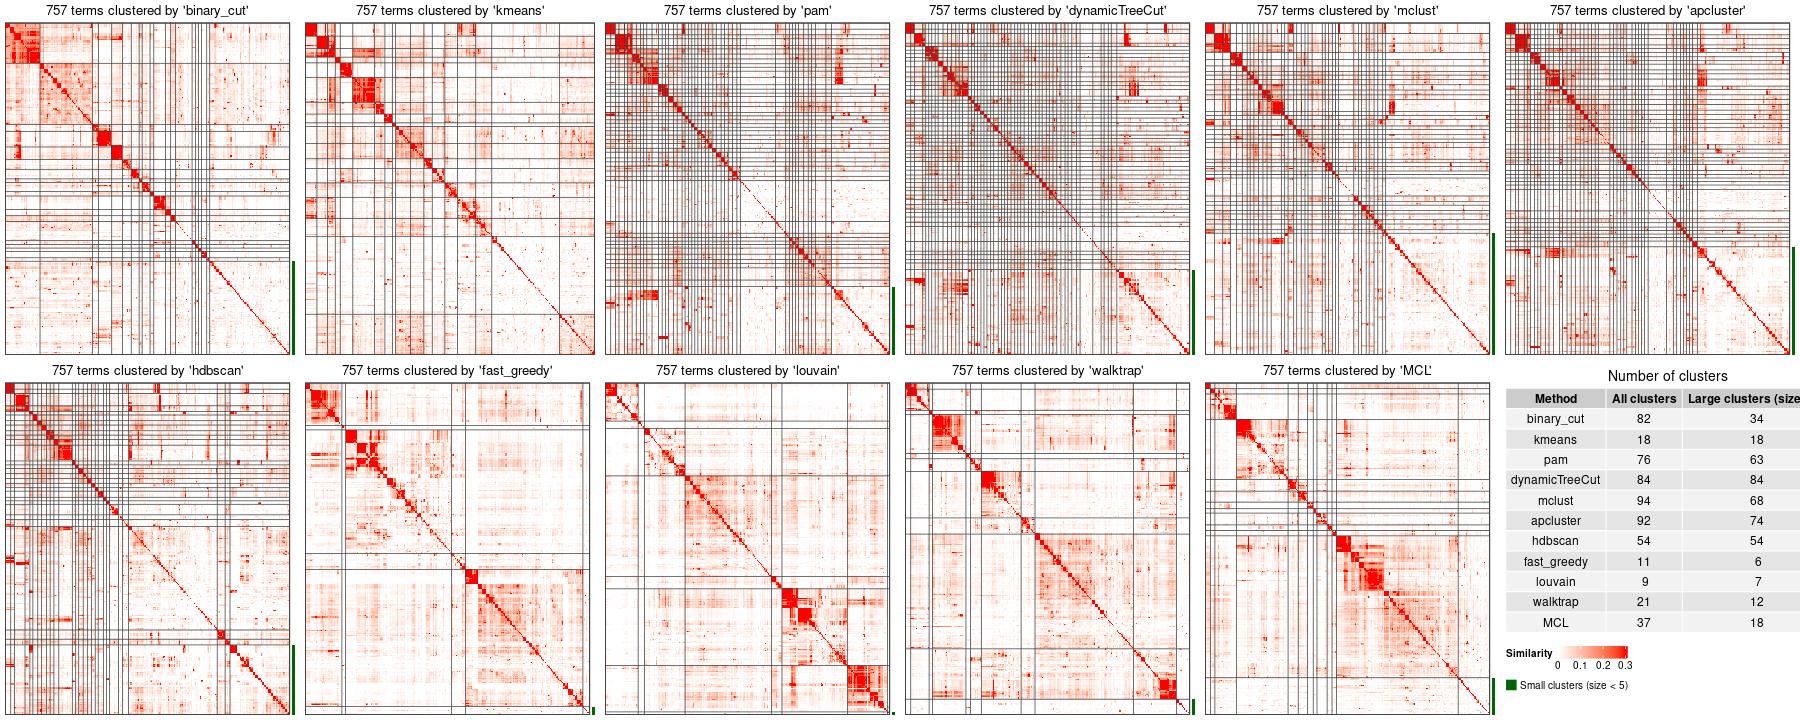 757 terms clustered by 'binary_cut'
757 terms clustered by 'kmeans'
757 terms clustered by 'pam'
757 terms clustered by 'dynamicTreeCut'
757 terms clustered by 'mclust'
757 terms clustered by 'apcluster'
757 terms clustered by 'hdbscan'
757 terms clustered by 'fast_greedy'
757 terms clustered by 'louvain'
757 terms clustered by 'walktrap'
757 terms clustered by 'MCL'
Number of clusters
Method All clusters Large clusters (size
binary_cut 82 34
kmeans 18 18
pam 76 63
dynamicTreeCut 84 84
mclust 94 68
apcluster 92 74
hdbscan 54 54
fast_greedy 11 6
louvain 9 7
walktrap 21 12
MCL 37 18
Similarity
0 0.1 0.2 0.3
Small clusters (size < 5)